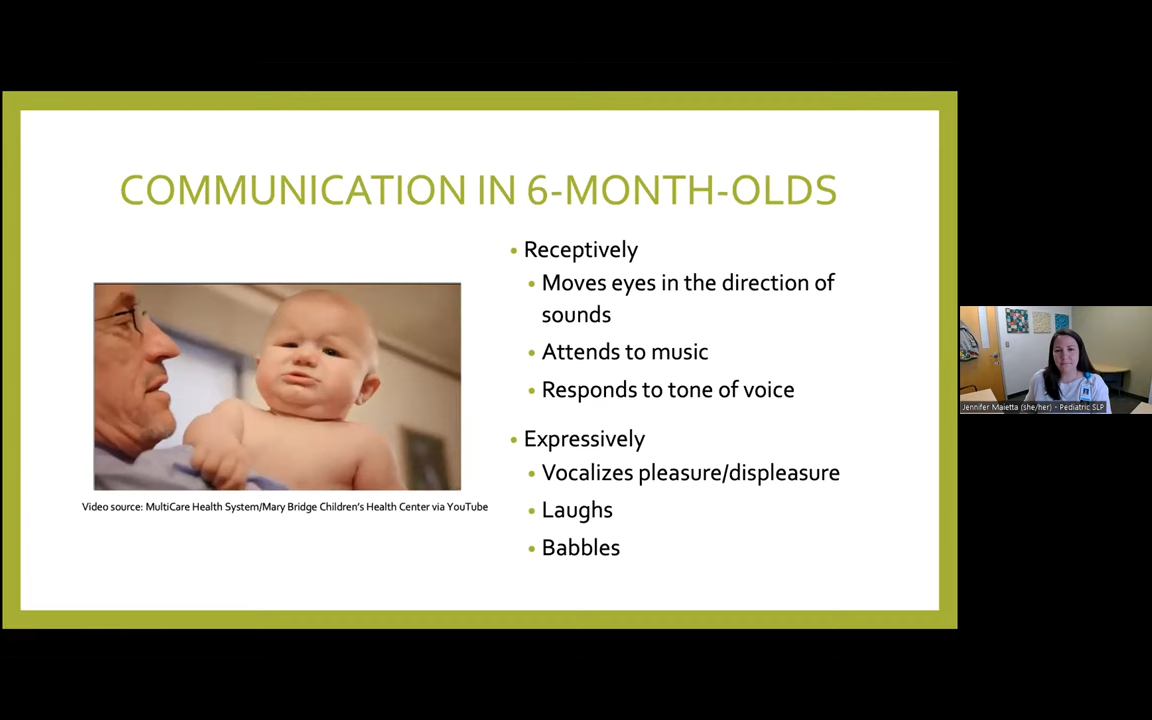 COMMUNICATION IN 6-MONTH-OLDS
• Receptively
• Moves eyes in the direction of
sounds
• Attends to music
• Responds to tone of voice
• Expressively
• Vocalizes pleasure/displeasure
• Laughs
• Babbles
Video source: MultiCare Health System/Mary Bridge Children's Health Center via YouTube
Jennifer Maietta (she/her) - Pediatric SLP